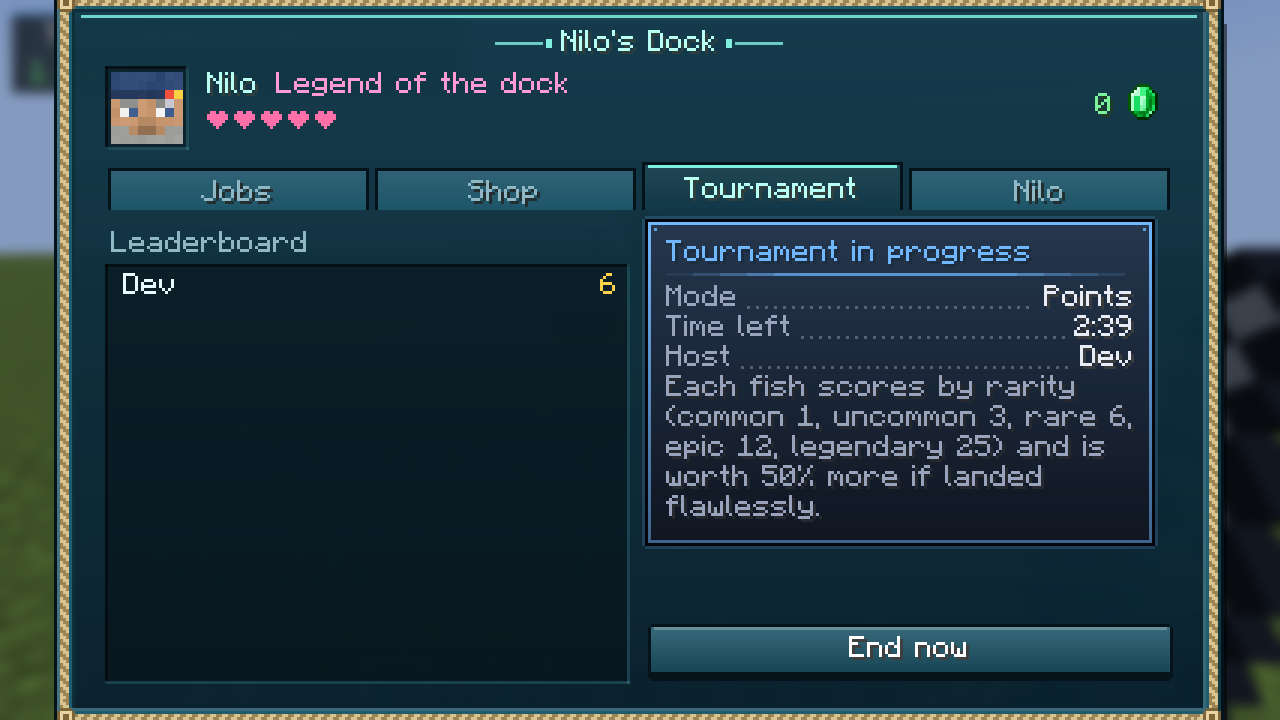 Nilo's Dock
Nilo Legend of the dock
0
Jobs Shop Tournament Nilo
Leaderboard
Dev 6
Tournament in progress
Mode Points
Time left 2:39
Host Dev
Each fish scores by rarity
(common 1, uncommon 3, rare 6,
epic 12, legendary 25) and is
worth 50% more if landed
flawlessly.
End now